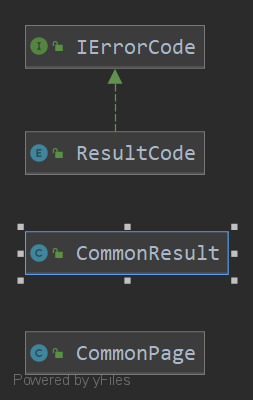 I IErrorCode
E ResultCode
C CommonResult
C CommonPage
Powered by yFiles